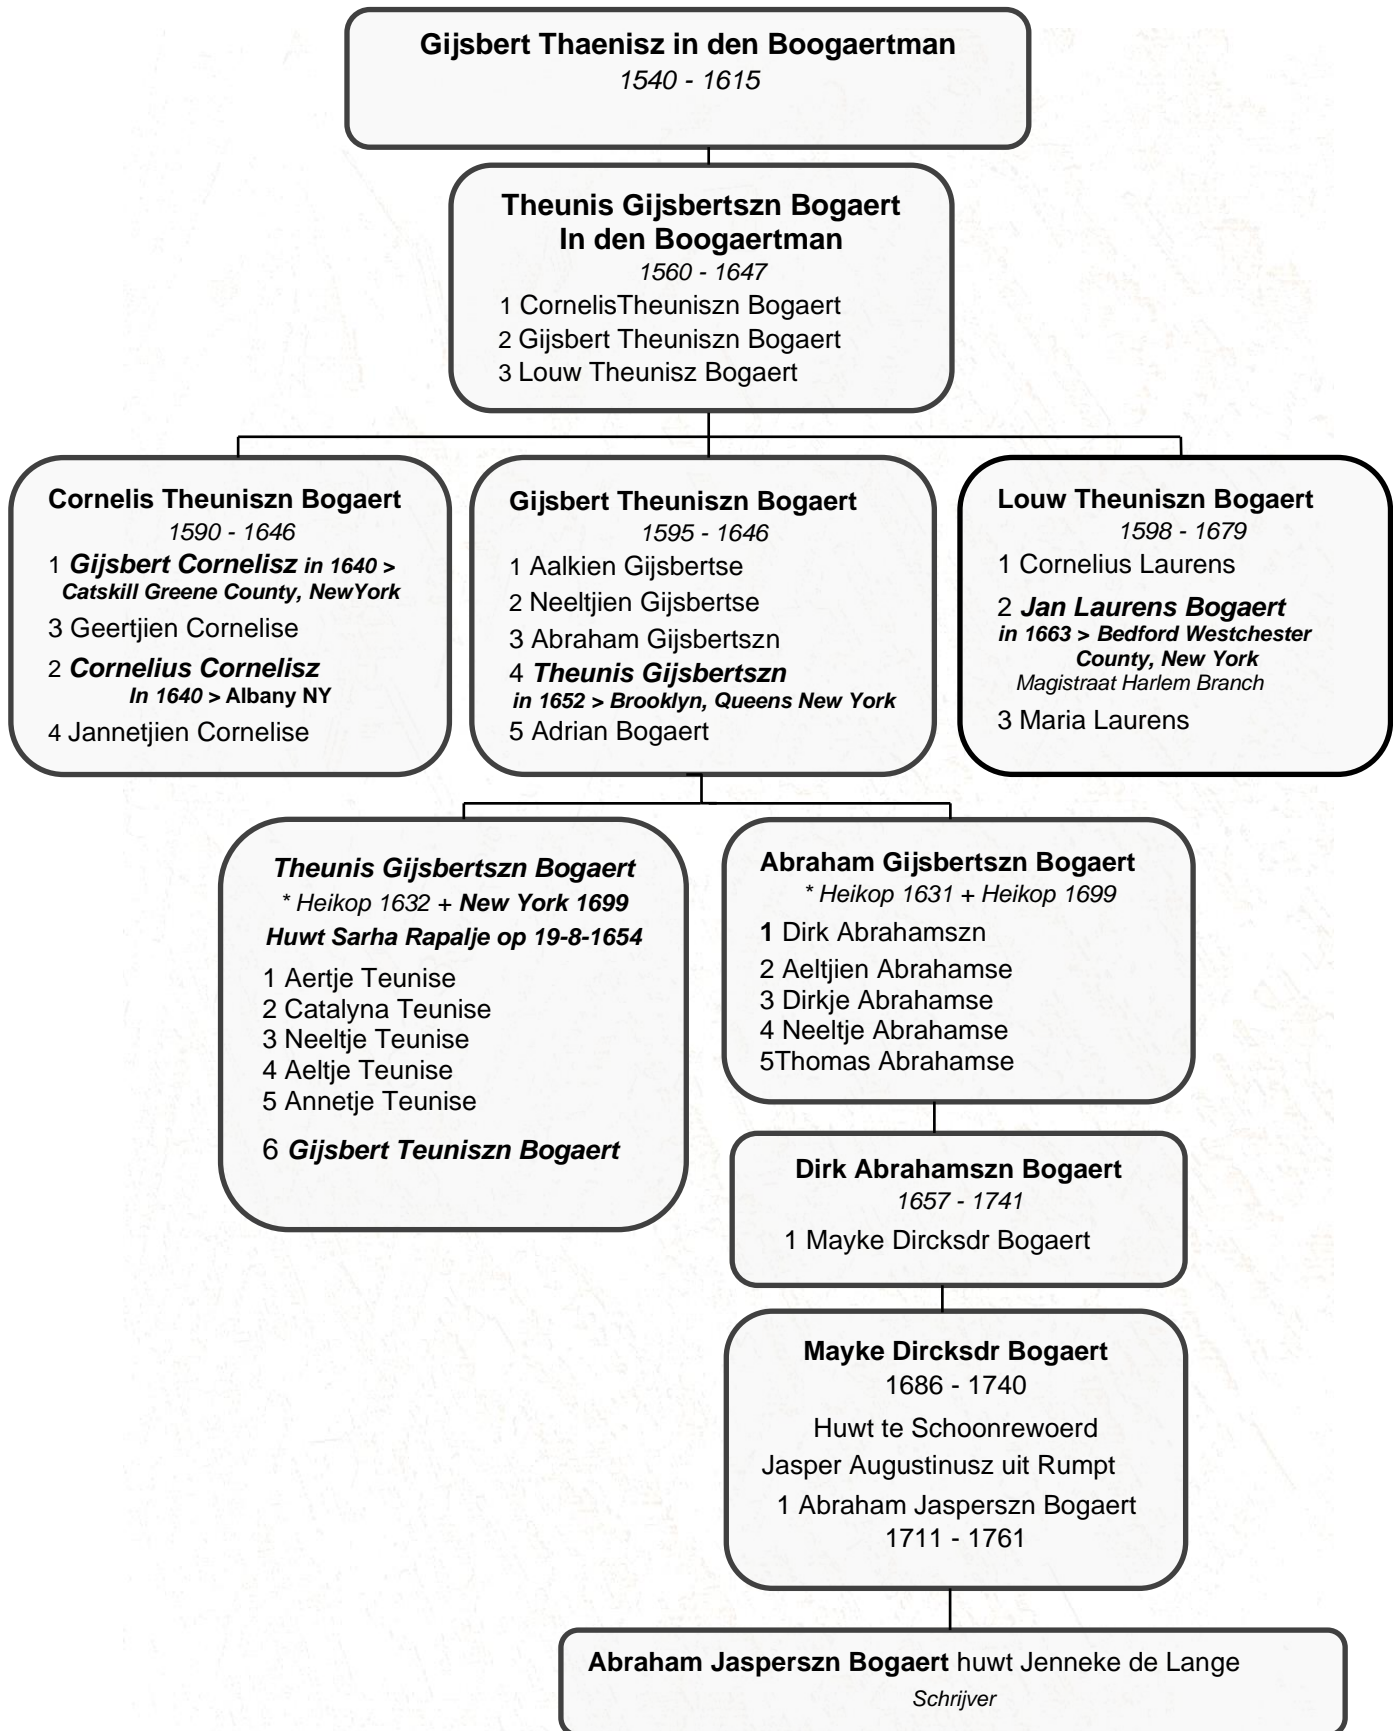 Gijsbert Thaenisz in den Boogaertman
1540 - 1615
Theunis Gijsbertszn Bogaert
In den Boogaertman
1560 - 1647
1 CornelisTheuniszn Bogaert
2 Gijsbert Theuniszn Bogaert
3 Louw Theunisz Bogaert
Cornelis Theuniszn Bogaert
1590 - 1646
1 Gijsbert Cornelisz in 1640 >
Catskill Greene County, NewYork
3 Geertjien Cornelise
2 Cornelius Cornelisz
In 1640 > Albany NY
4 Jannetjien Cornelise
Gijsbert Theuniszn Bogaert
1595 - 1646
1 Aalkien Gijsbertse
2 Neeltjien Gijsbertse
3 Abraham Gijsbertszn
4 Theunis Gijsbertszn
in 1652 > Brooklyn, Queens New York
5 Adrian Bogaert
Louw Theuniszn Bogaert
1598 - 1679
1 Cornelius Laurens
2 Jan Laurens Bogaert
in 1663 > Bedford Westchester
County, New York
Magistraat Harlem Branch
3 Maria Laurens
Theunis Gijsbertszn Bogaert
* Heikop 1632 + New York 1699
Huwt Sarha Rapalje op 19-8-1654
1 Aertje Teunise
2 Catalyna Teunise
3 Neeltje Teunise
4 Aeltje Teunise
5 Annetje Teunise
6 Gijsbert Teuniszn Bogaert
Abraham Gijsbertszn Bogaert
* Heikop 1631 + Heikop 1699
1 Dirk Abrahamszn
2 Aeltjien Abrahamse
3 Dirkje Abrahamse
4 Neeltje Abrahamse
5Thomas Abrahamse
Dirk Abrahamszn Bogaert
1657 - 1741
1 Mayke Dircksdr Bogaert
Mayke Dircksdr Bogaert
1686 - 1740
Huwt te Schoonrewoerd
Jasper Augustinusz uit Rumpt
1 Abraham Jasperszn Bogaert
1711 - 1761
Abraham Jasperszn Bogaert huwt Jenneke de Lange
Schrijver